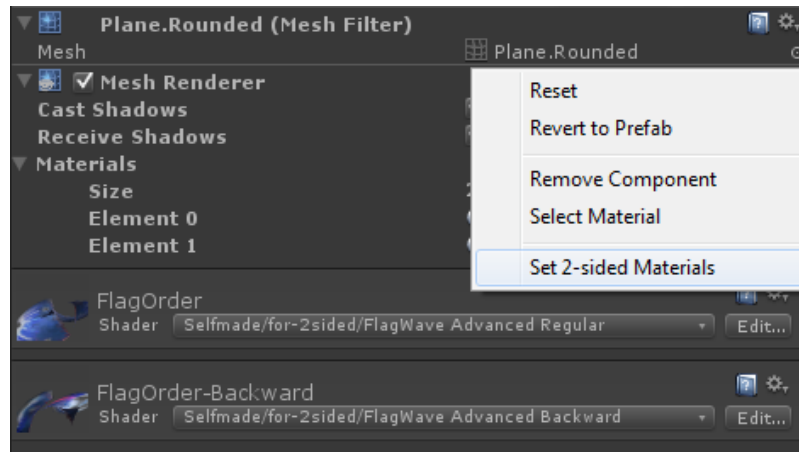 Plane.Rounded (Mesh Filter)
Mesh Plane.Rounded
Mesh Renderer
Cast Shadows
Receive Shadows
Materials
Size
Element 0
Element 1
Reset
Revert to Prefab
Remove Component
Select Material
Set 2-sided Materials
FlagOrder
Shader Selfmade/for-2sided/FlagWave Advanced Regular Edit...
FlagOrder-Backward
Shader Selfmade/for-2sided/FlagWave Advanced Backward Edit...